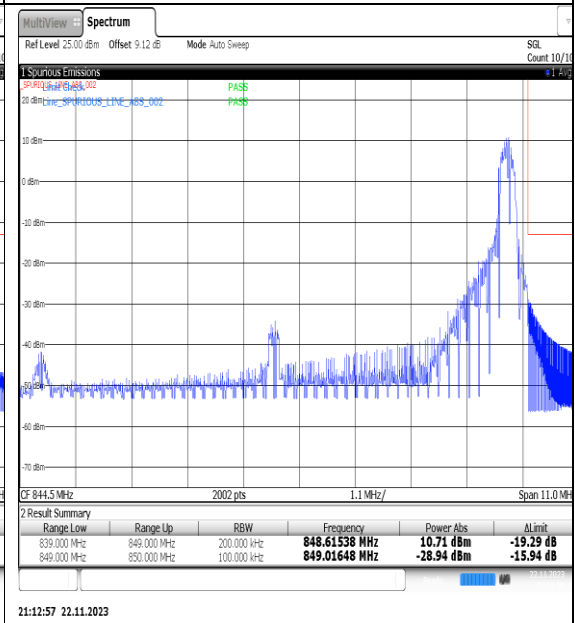 MultiView Spectrum
Ref Level 25.00 dBm Offset 9.12 dB Mode Auto Sweep SGL
Count 10/10
1 Spurious Emissions 1 Avg
_SPURIOUS_LINE_ABS_002
Limit Check PASS
Line_SPURIOUS_LINE_ABS_002 PASS
20 dBm
10 dBm
0 dBm
-10 dBm
-20 dBm
-30 dBm
-40 dBm
-50 dBm
-60 dBm
-70 dBm
CF 844.5 MHz 2002 pts 1.1 MHz/ Span 11.0 MH
2 Result Summary
Range Low Range Up RBW Frequency Power Abs ΔLimit
839.000 MHz 849.000 MHz 200.000 kHz 848.61538 MHz 10.71 dBm -19.29 dB
849.000 MHz 850.000 MHz 100.000 kHz 849.01648 MHz -28.94 dBm -15.94 dB
22.11.2023
21:12:57 22.11.2023